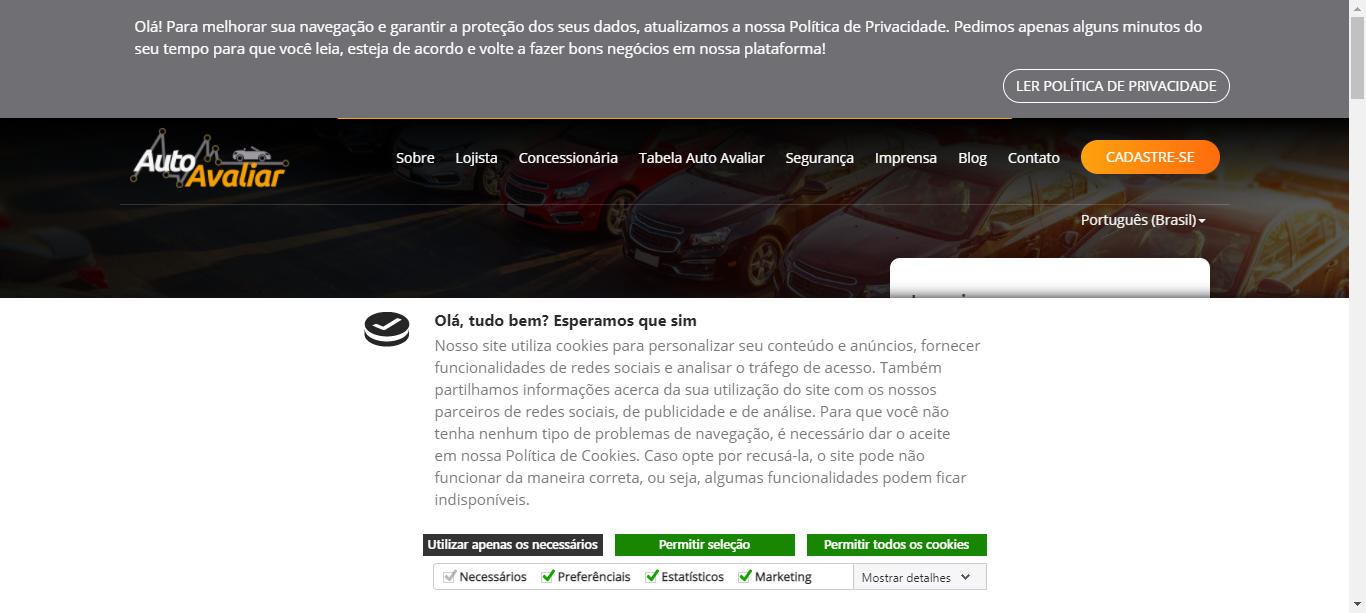 Olá! Para melhorar sua navegação e garantir a proteção dos seus dados, atualizamos a nossa Política de Privacidade. Pedimos apenas alguns minutos do
seu tempo para que você leia, esteja de acordo e volte a fazer bons negócios em nossa plataforma!
LER POLÍTICA DE PRIVACIDADE
Auto Avaliar
Sobre Lojista Concessionária Tabela Auto Avaliar Segurança Imprensa Blog Contato CADASTRE-SE
Português (Brasil)
Olá, tudo bem? Esperamos que sim
Nosso site utiliza cookies para personalizar seu conteúdo e anúncios, fornecer
funcionalidades de redes sociais e analisar o tráfego de acesso. Também
partilhamos informações acerca da sua utilização do site com os nossos
parceiros de redes sociais, de publicidade e de análise. Para que você não
tenha nenhum tipo de problemas de navegação, é necessário dar o aceite
em nossa Política de Cookies. Caso opte por recusá-la, o site pode não
funcionar da maneira correta, ou seja, algumas funcionalidades podem ficar
indisponíveis.
Utilizar apenas os necessários Permitir seleção Permitir todos os cookies
Necessários Preferênciais Estatísticos Marketing Mostrar detalhes